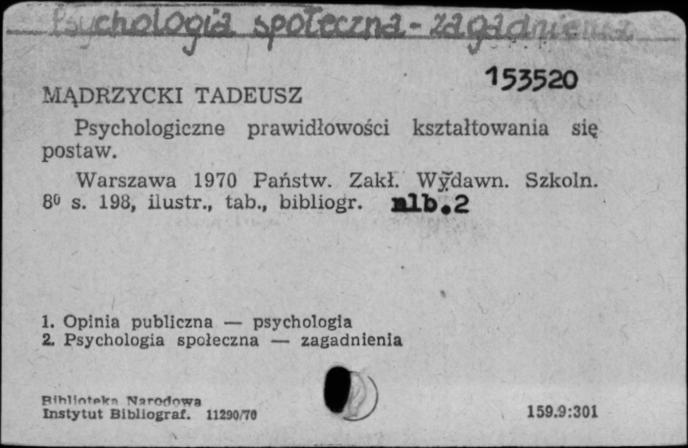 Psychologia społeczna - zagadnienia
153520
MĄDRZYCKI TADEUSZ
Psychologiczne prawidłowości kształtowania się
postaw.
Warszawa 1970 Państw. Zakł. Wydawn. Szkoln.
8⁰ s. 198, ilustr., tab., bibliogr. nlb.2
1. Opinia publiczna — psychologia
2. Psychologia społeczna — zagadnienia
Biblioteka Narodowa
Instytut Bibliograf. 11290/70
159.9:301